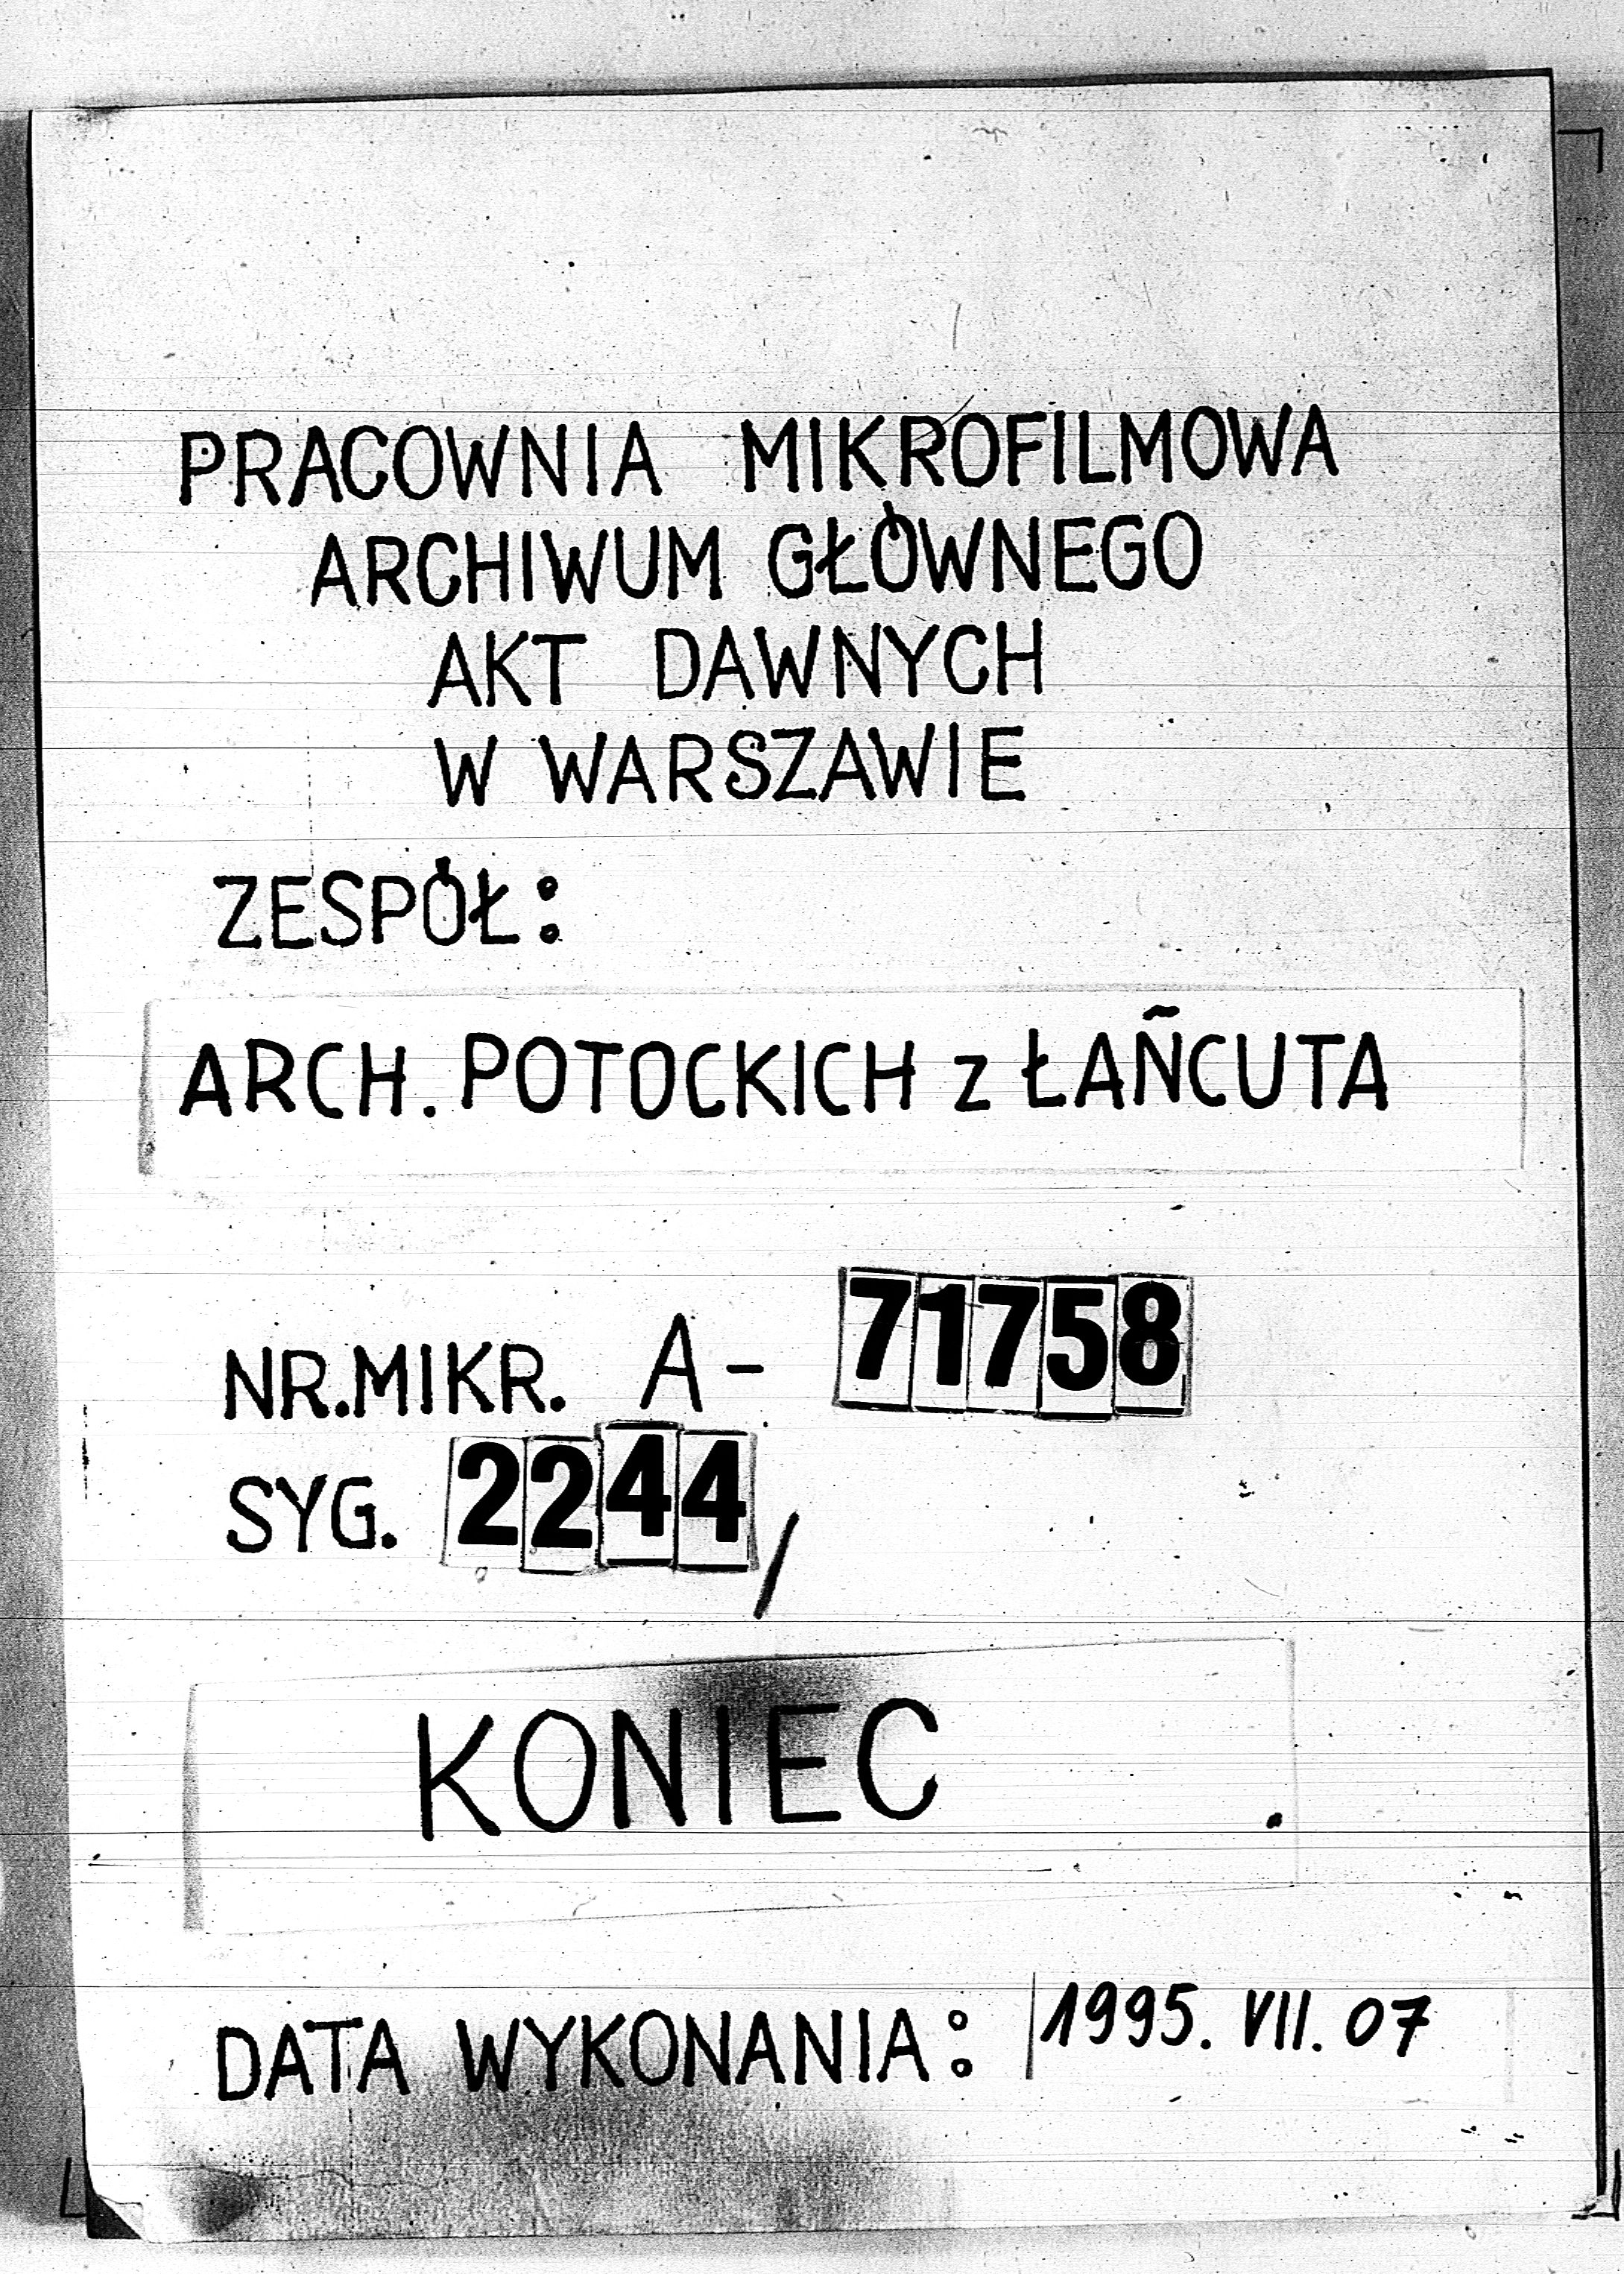 PRACOWNIA MIKROFILMOWA
ARCHIWUM GŁÓWNEGO
AKT DAWNYCH
W WARSZAWIE
ZESPÓŁ:
ARCH. POTOCKICH z ŁAŃCUTA
NR.MIKR. A- 71758
SYG. 2244/
KONIEC .
DATA WYKONANIA: 1995. VII. 07